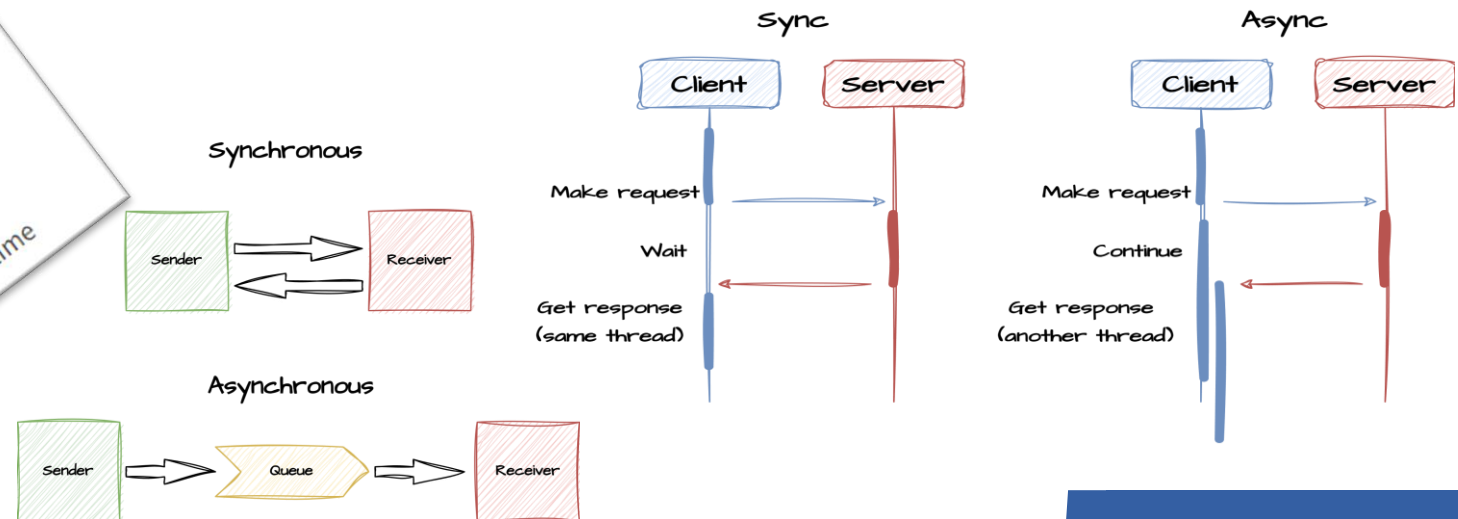 Sync
Async
Client
Server
Client
Server
Synchronous
Make request
Make request
Sender
Receiver
Wait
Continue
Get response
(same thread)
Get response
(another thread)
Asynchronous
Sender
Queue
Receiver